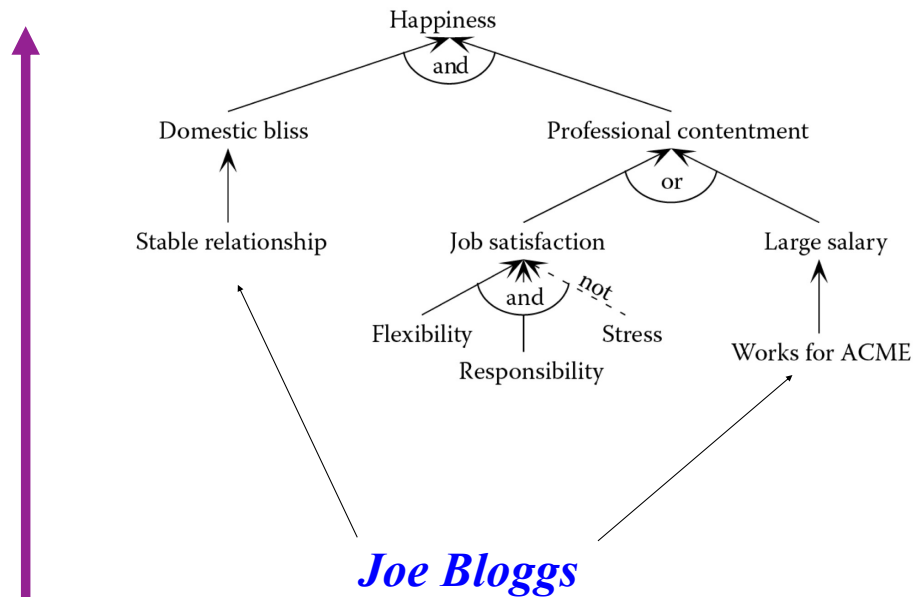 Happiness
and
Domestic bliss
Professional contentment
or
Stable relationship
Job satisfaction
Large salary
and
not
Flexibility
Stress
Responsibility
Works for ACME
Joe Bloggs